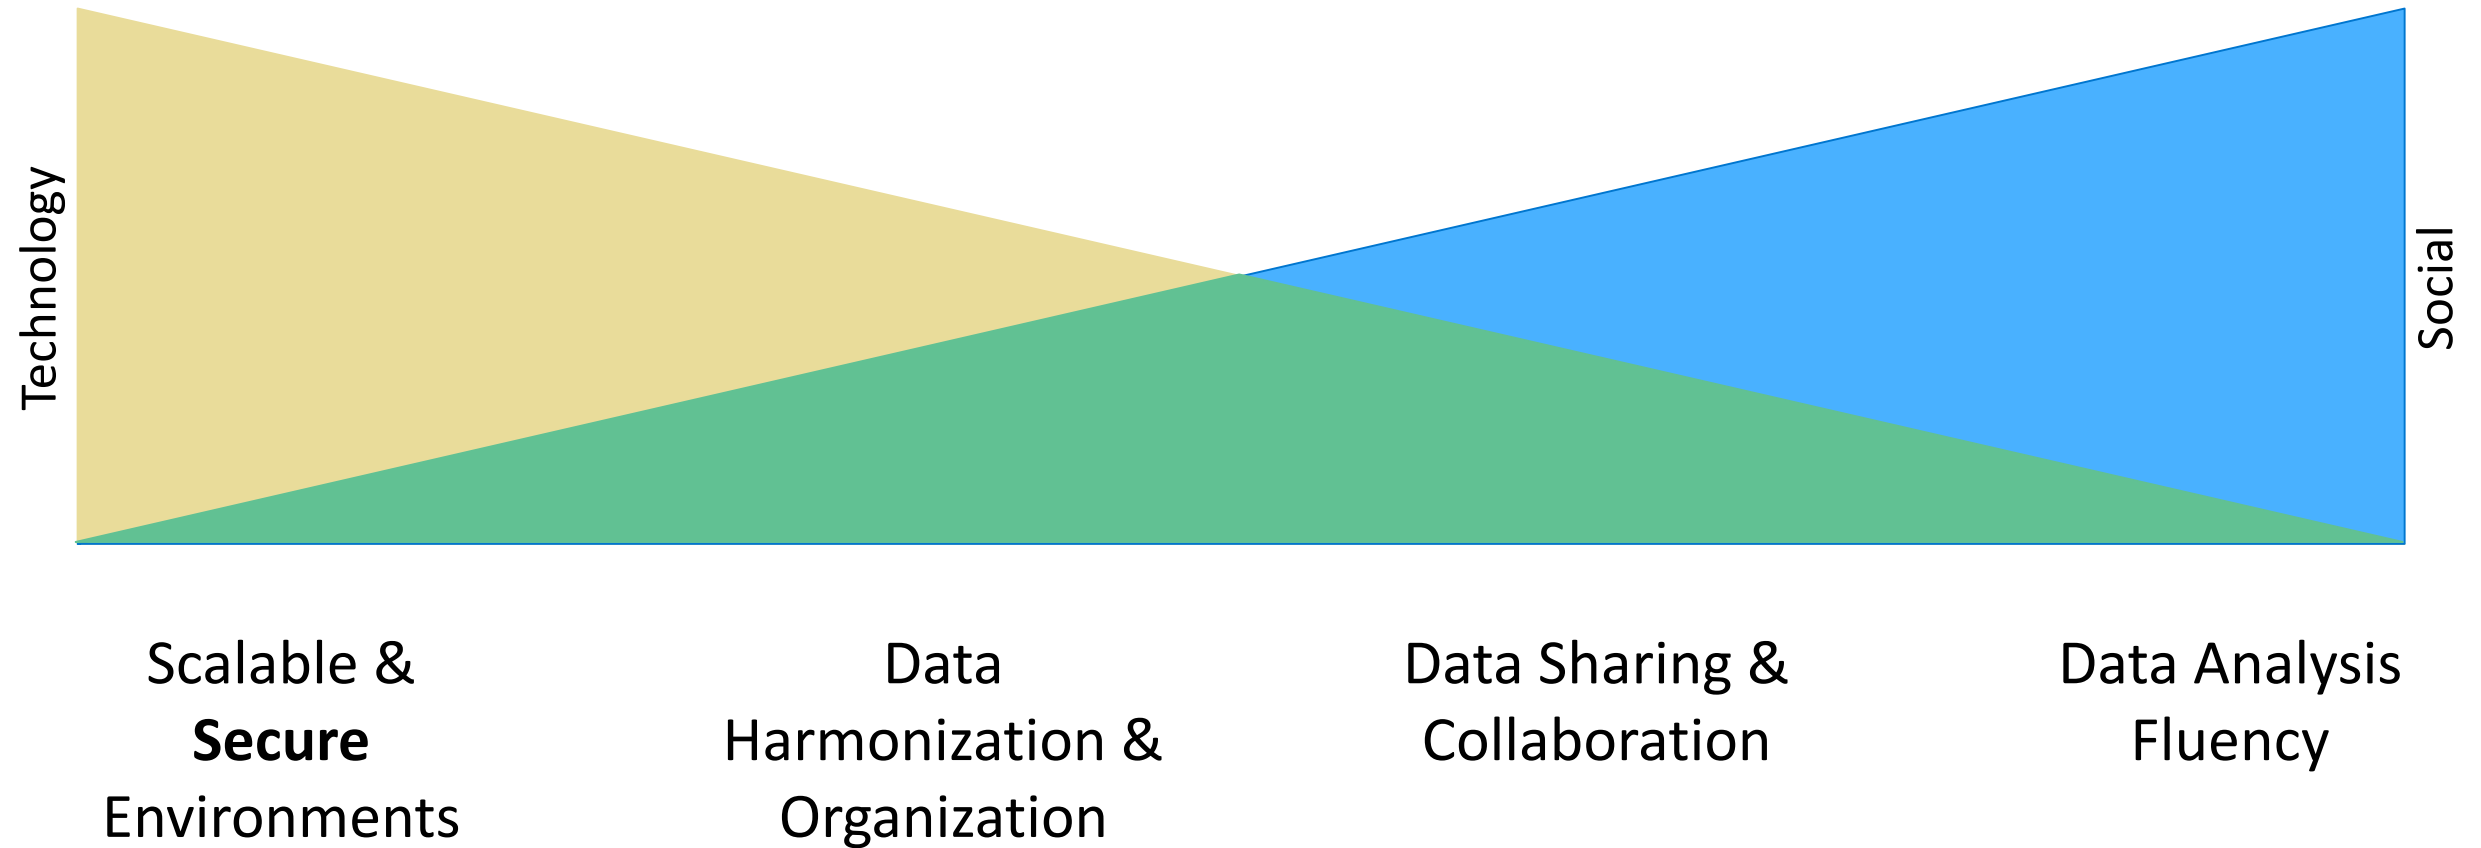 Technology
Social
Scalable &
Secure
Environments
Data
Harmonization &
Organization
Data Sharing &
Collaboration
Data Analysis
Fluency